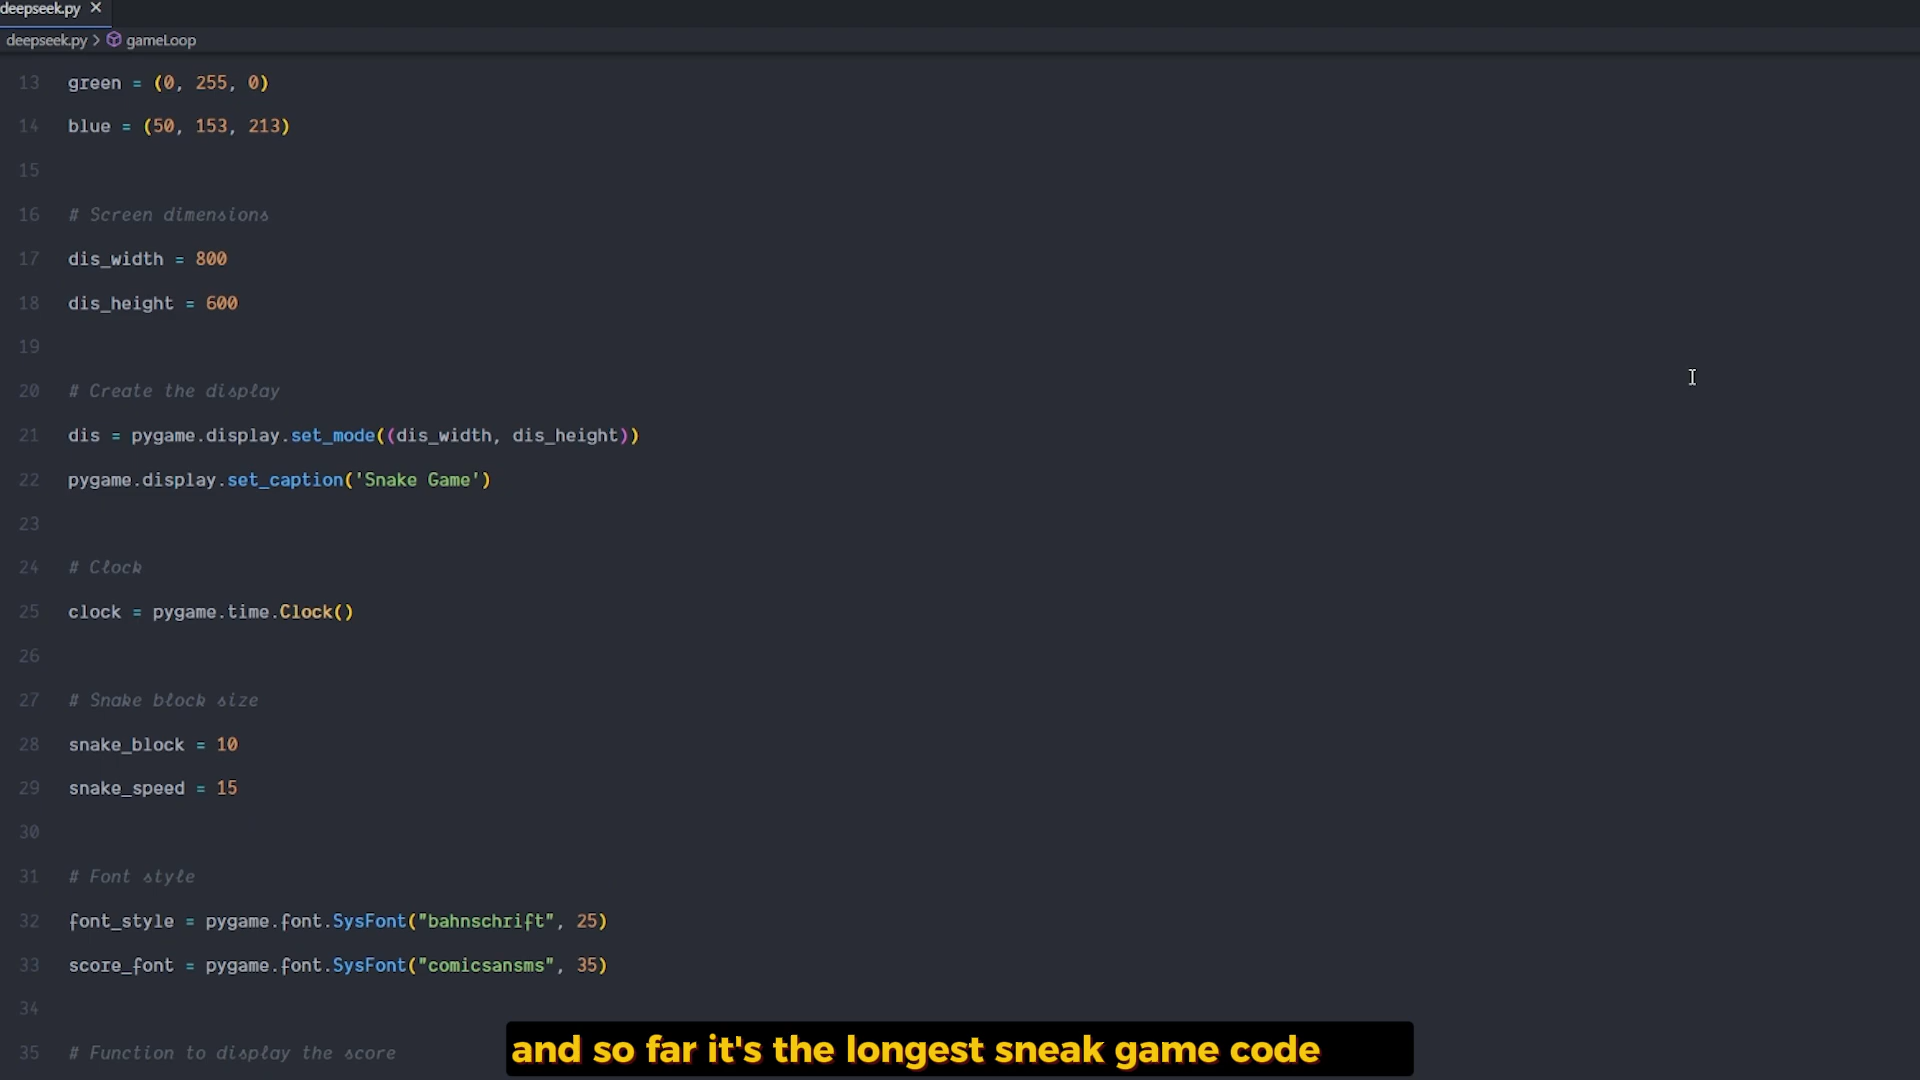 deepseek.py ×
deepseek.py > gameLoop
13 green = (0, 255, 0)
14 blue = (50, 153, 213)
15
16 # Screen dimensions
17 dis_width = 800
18 dis_height = 600
19
20 # Create the display
21 dis = pygame.display.set_mode((dis_width, dis_height))
22 pygame.display.set_caption('Snake Game')
23
24 # Clock
25 clock = pygame.time.Clock()
26
27 # Snake block size
28 snake_block = 10
29 snake_speed = 15
30
31 # Font style
32 font_style = pygame.font.SysFont("bahnschrift", 25)
33 score_font = pygame.font.SysFont("comicsansms", 35)
34
35 # Function to display the score
and so far it's the longest sneak game code